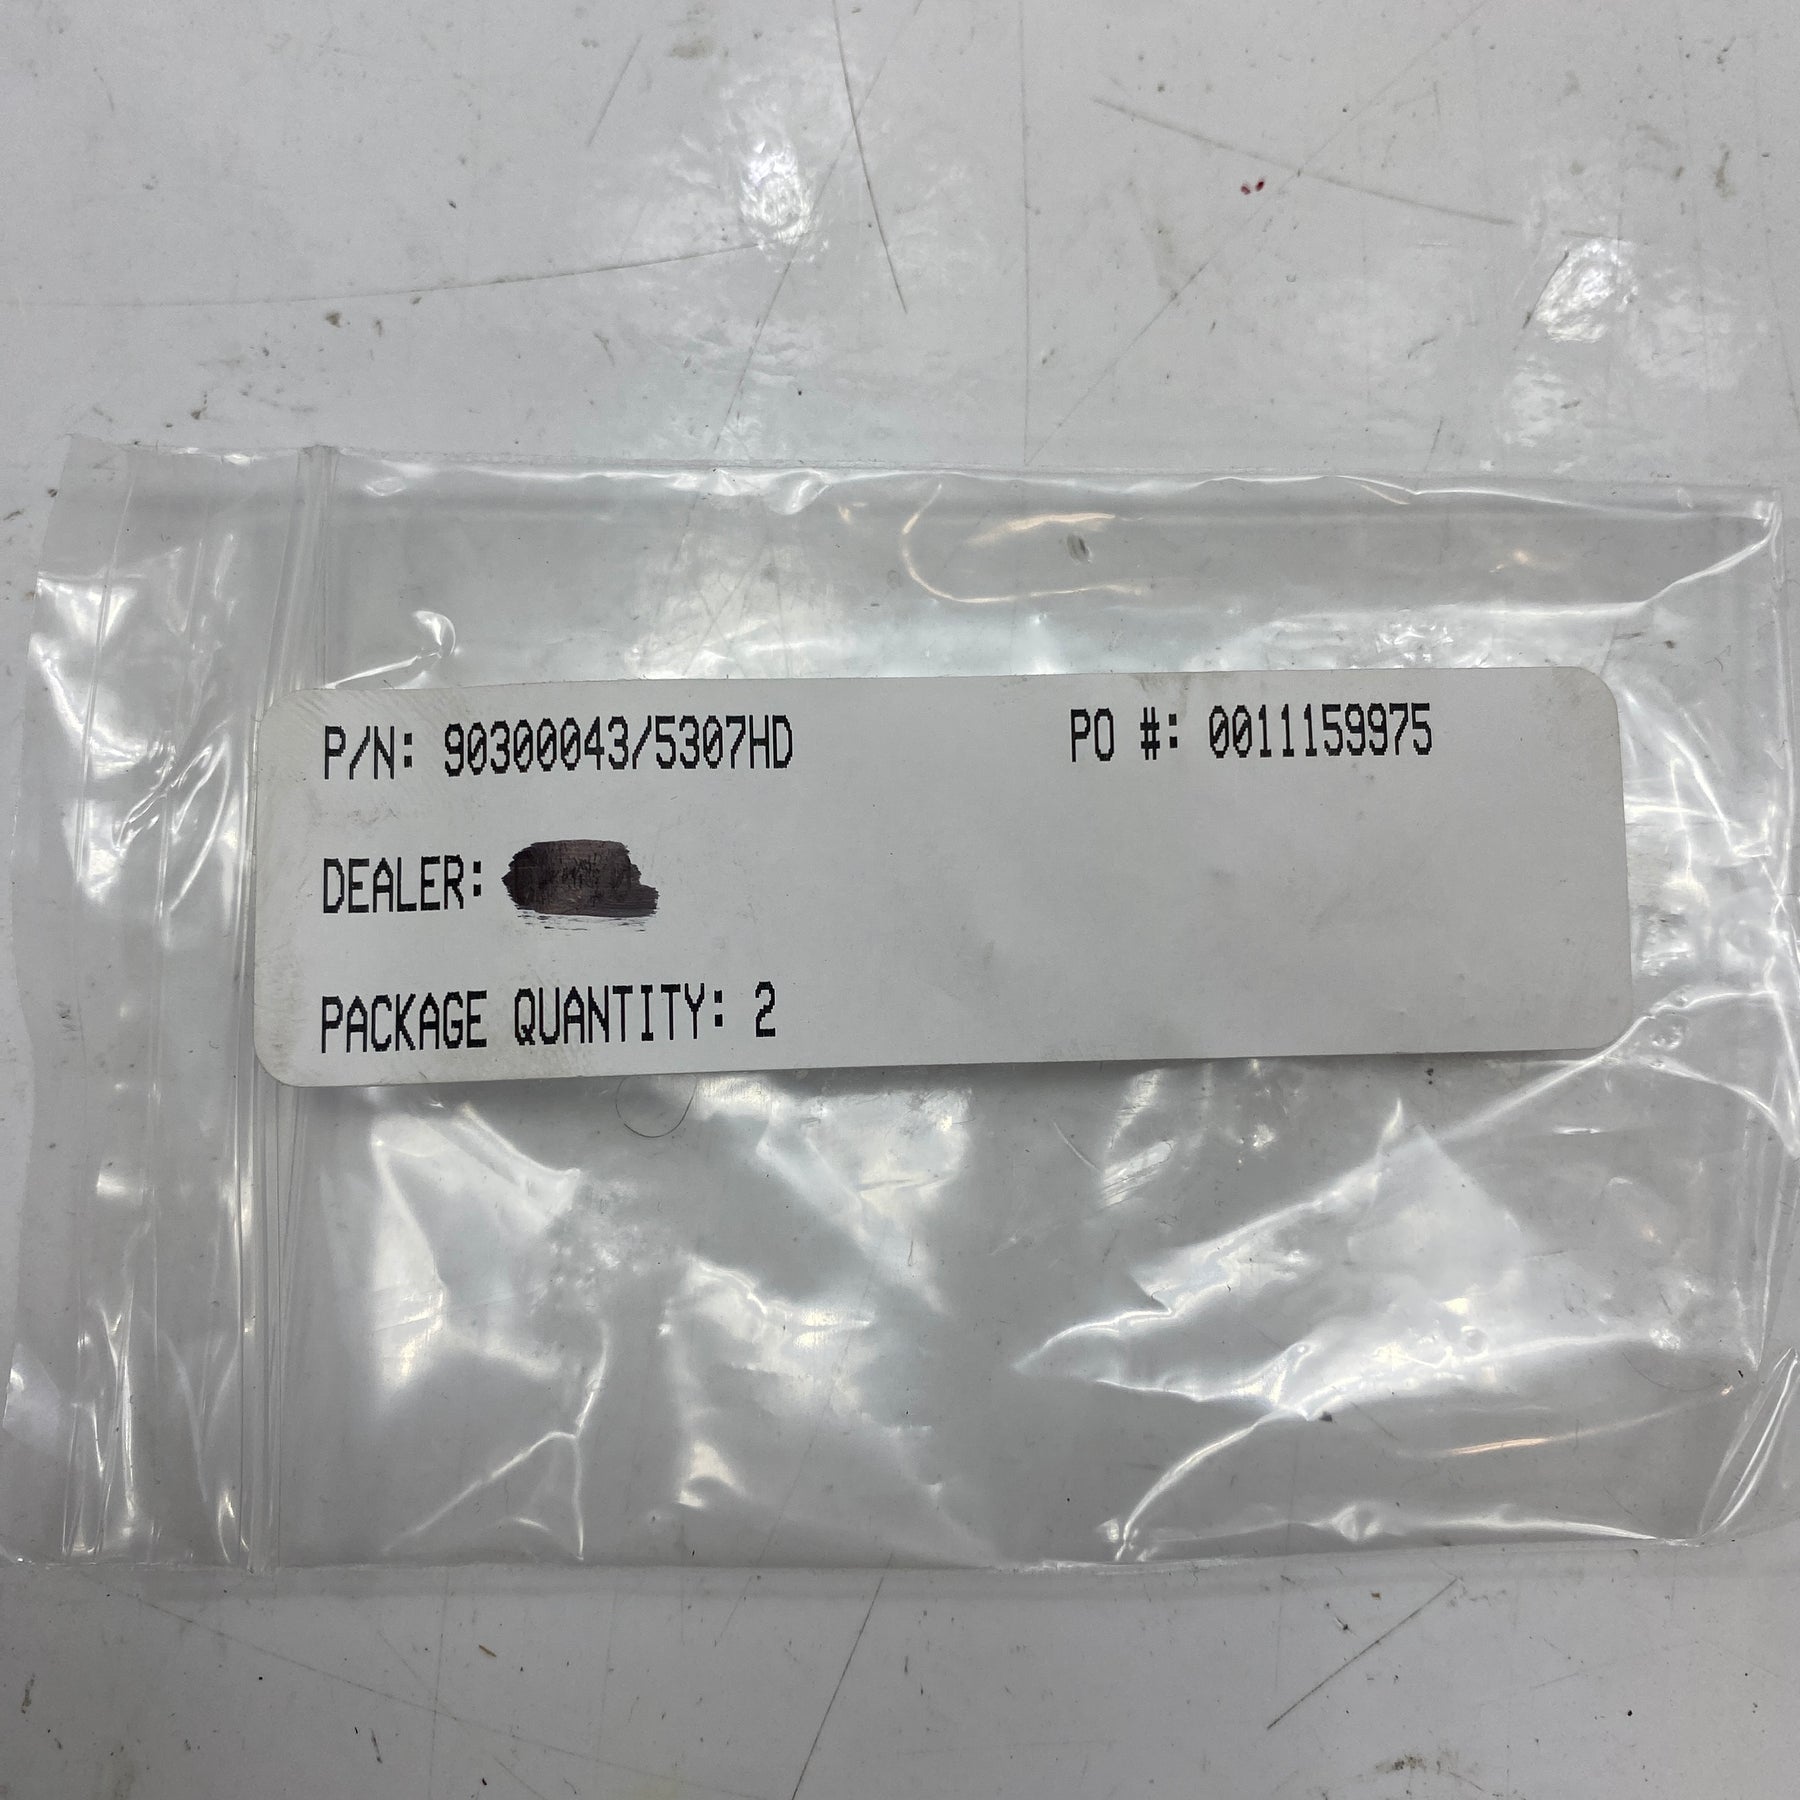 P/N: 90300043/5307HD PO #: 0011159975
DEALER:
PACKAGE QUANTITY: 2